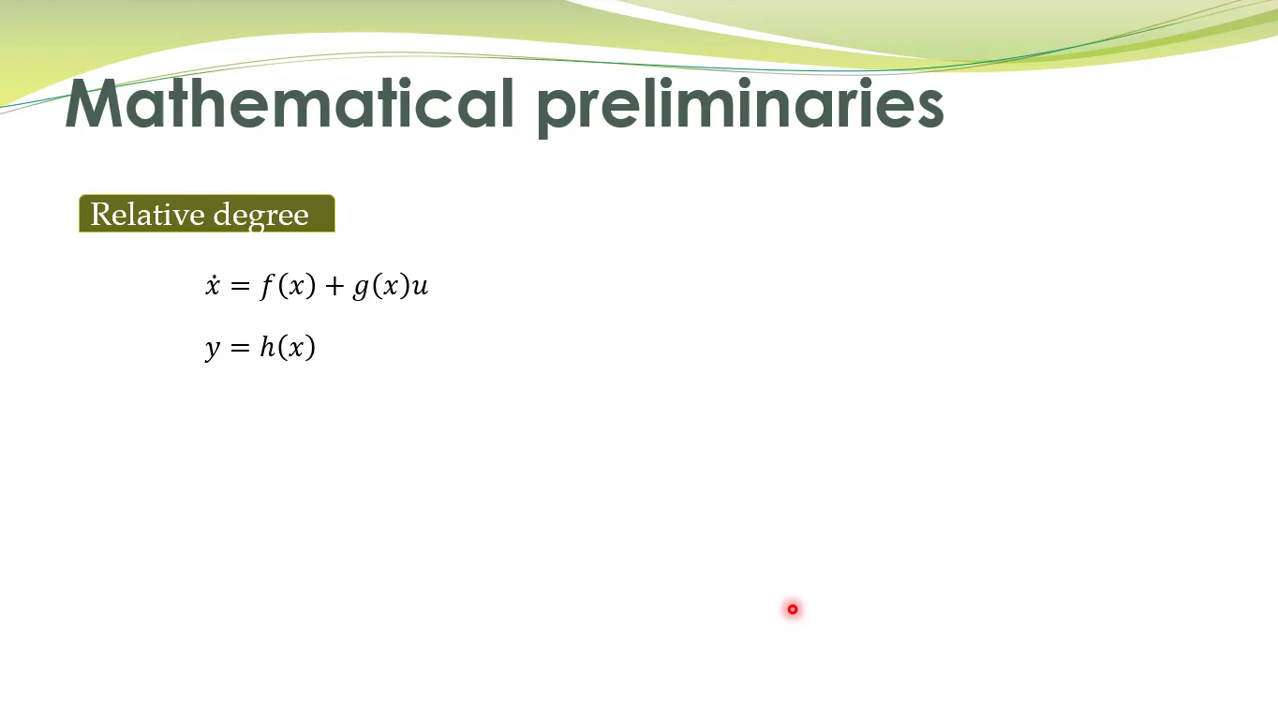 Mathematical preliminaries
Relative degree
ẋ = f(x) + g(x)u
y = h(x)